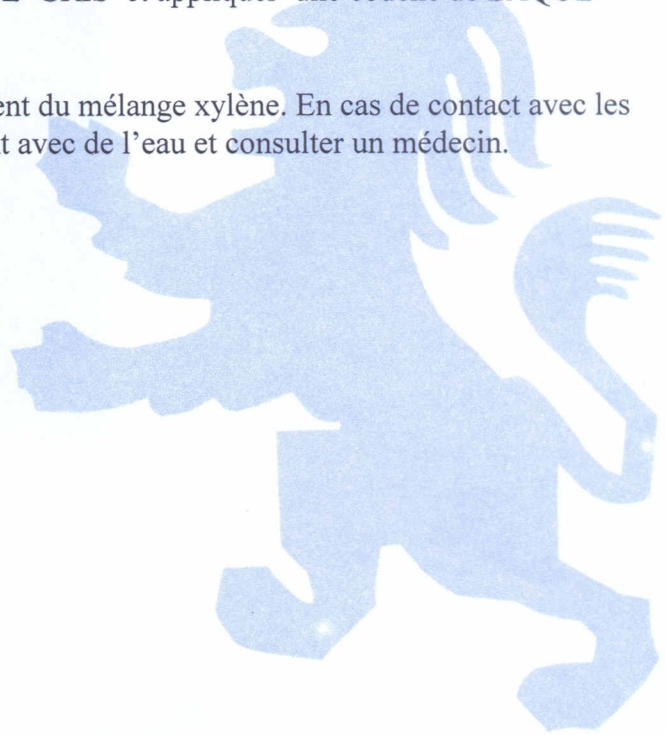 ent du mélange xylène. En cas de contact avec les
t avec de l'eau et consulter un médecin.